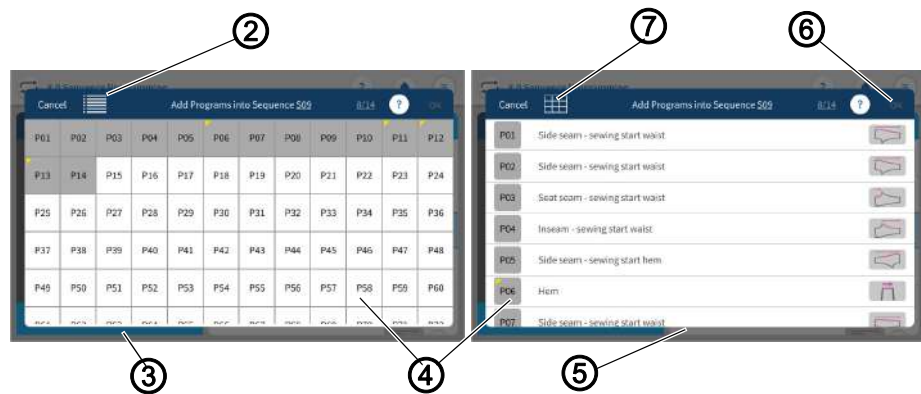 ②
⑦
⑥
Cancel Add Programs into Sequence S09 8/14 ? OK
P01 P02 P03 P04 P05 P06 P07 P08 P09 P10 P11 P12
P13 P14 P15 P16 P17 P18 P19 P20 P21 P22 P23 P24
P25 P26 P27 P28 P29 P30 P31 P32 P33 P34 P35 P36
P37 P38 P39 P40 P41 P42 P43 P44 P45 P46 P47 P48
P49 P50 P51 P52 P53 P54 P55 P56 P57 P58 P59 P60
Cancel Add Programs into Sequence S09 8/14 ? OK
P01 Side seam - sewing start waist
P02 Side seam - sewing start waist
P03 Seat seam - sewing start waist
P04 Inseam - sewing start waist
P05 Side seam - sewing start hem
P06 Hem
P07 Side seam - sewing start waist
③
④
⑤